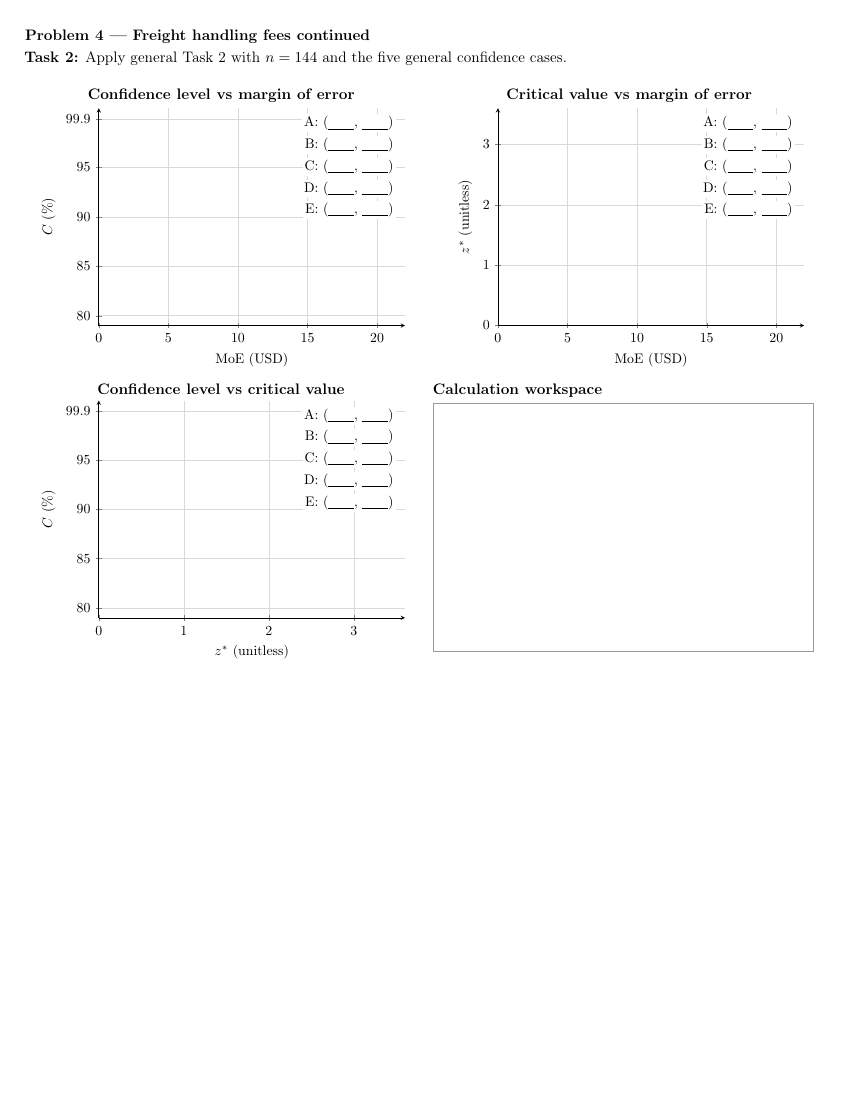 Problem 4 — Freight handling fees continued
Task 2: Apply general Task 2 with n = 144 and the five general confidence cases.
Confidence level vs margin of error
99.9
95
90
85
80
C (%)
A: (___, ___)
B: (___, ___)
C: (___, ___)
D: (___, ___)
E: (___, ___)
0 5 10 15 20
MoE (USD)
Critical value vs margin of error
3
2
1
0
z* (unitless)
A: (___, ___)
B: (___, ___)
C: (___, ___)
D: (___, ___)
E: (___, ___)
0 5 10 15 20
MoE (USD)
Confidence level vs critical value
99.9
95
90
85
80
C (%)
A: (___, ___)
B: (___, ___)
C: (___, ___)
D: (___, ___)
E: (___, ___)
0 1 2 3
z* (unitless)
Calculation workspace